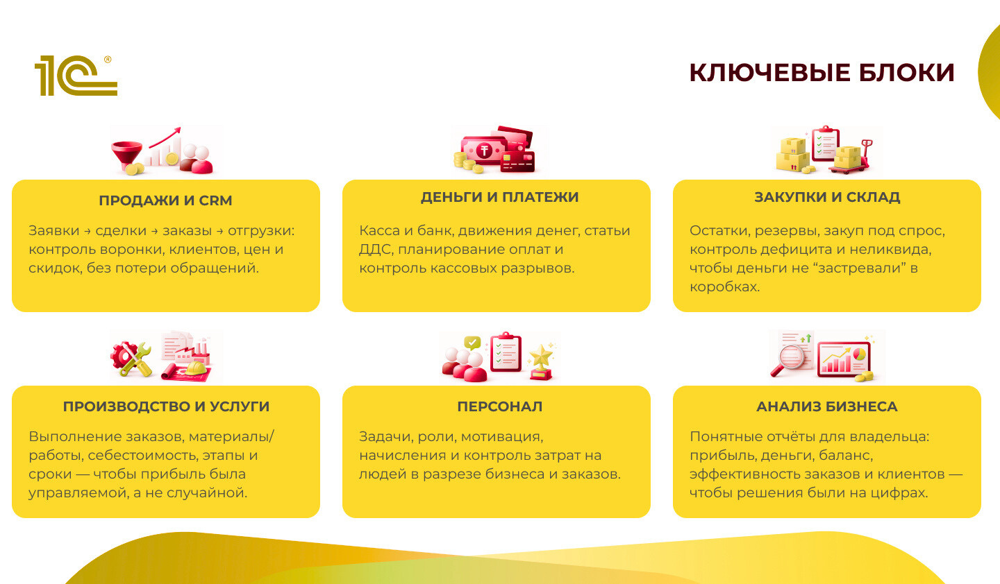 1С®
КЛЮЧЕВЫЕ БЛОКИ
ПРОДАЖИ И CRM
Заявки → сделки → заказы → отгрузки:
контроль воронки, клиентов, цен и
скидок, без потери обращений.
ДЕНЬГИ И ПЛАТЕЖИ
Касса и банк, движения денег, статьи
ДДС, планирование оплат и
контроль кассовых разрывов.
ЗАКУПКИ И СКЛАД
Остатки, резервы, закуп под спрос,
контроль дефицита и неликвида,
чтобы деньги не “застревали” в
коробках.
ПРОИЗВОДСТВО И УСЛУГИ
Выполнение заказов, материалы/
работы, себестоимость, этапы и
сроки — чтобы прибыль была
управляемой, а не случайной.
ПЕРСОНАЛ
Задачи, роли, мотивация,
начисления и контроль затрат на
людей в разрезе бизнеса и заказов.
АНАЛИЗ БИЗНЕСА
Понятные отчёты для владельца:
прибыль, деньги, баланс,
эффективность заказов и клиентов —
чтобы решения были на цифрах.